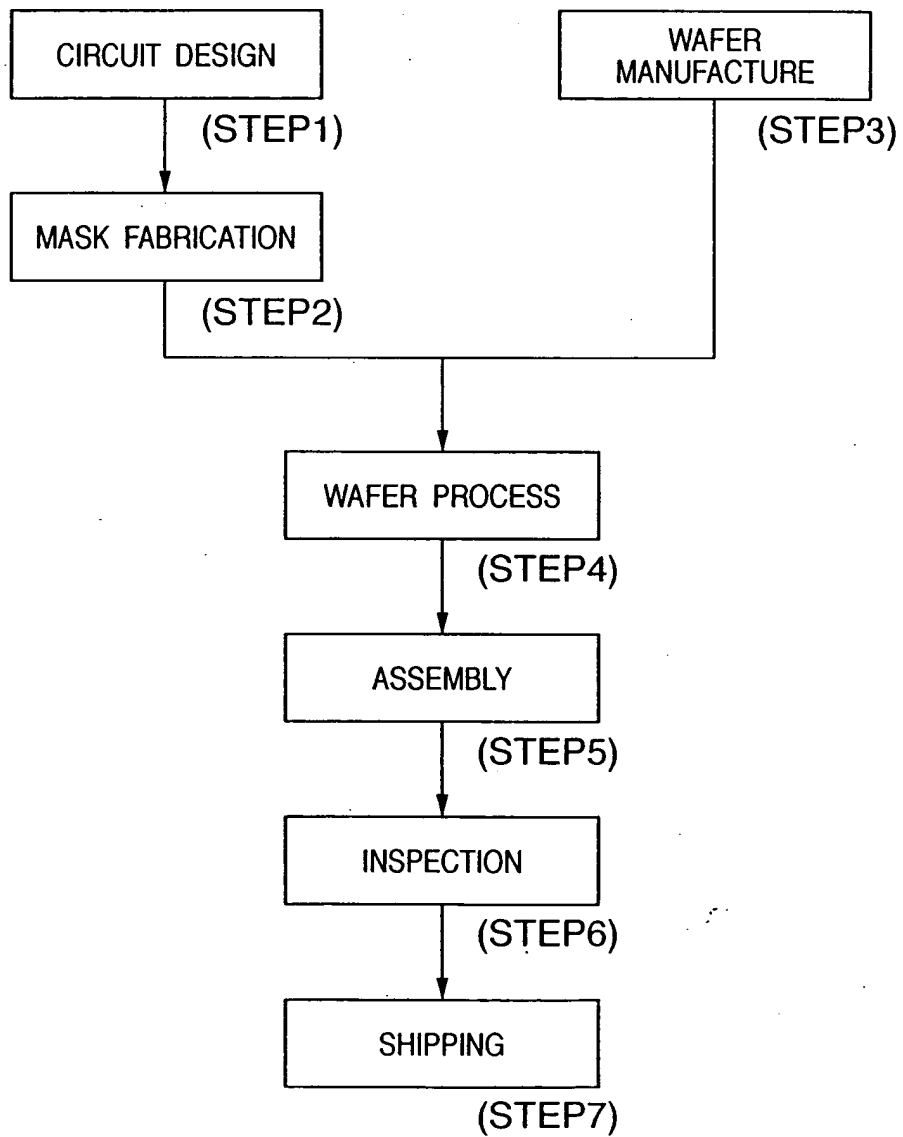 CIRCUIT DESIGN
(STEP1)
MASK FABRICATION
(STEP2)
WAFER
MANUFACTURE
(STEP3)
WAFER PROCESS
(STEP4)
ASSEMBLY
(STEP5)
INSPECTION
(STEP6)
SHIPPING
(STEP7)